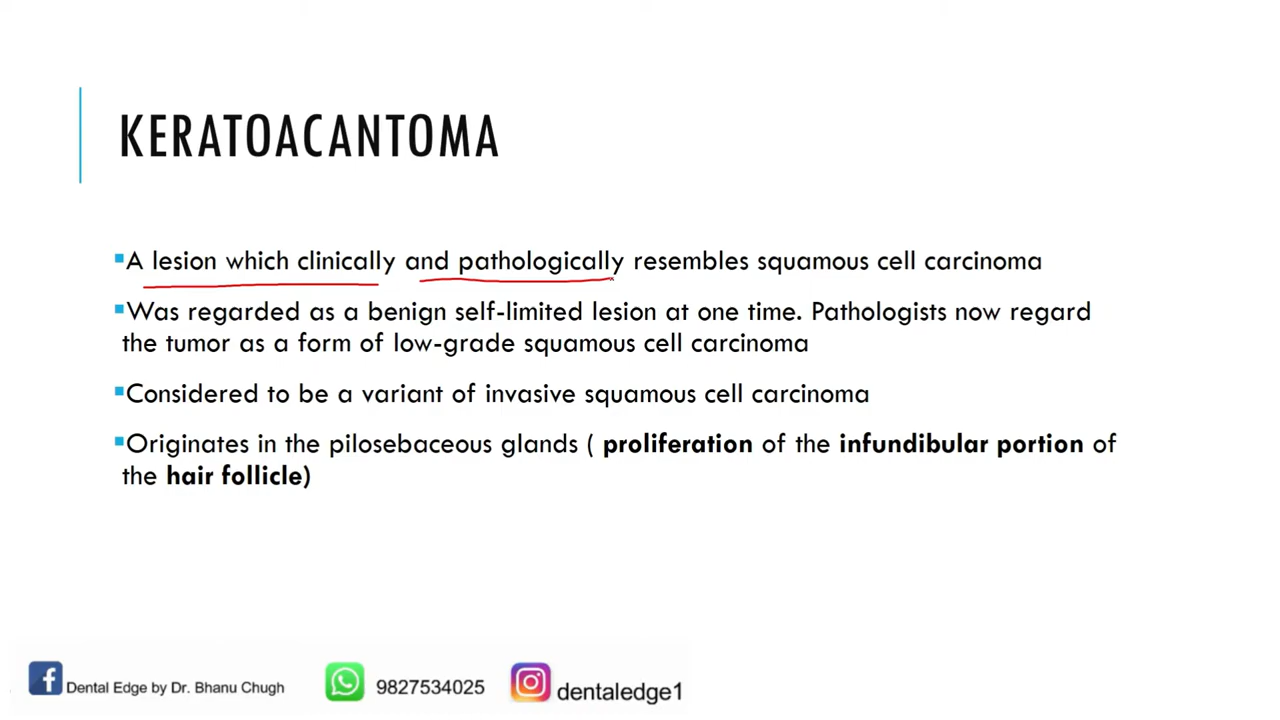 KERATOACANTOMA
▪A lesion which clinically and pathologically resembles squamous cell carcinoma
▪Was regarded as a benign self-limited lesion at one time. Pathologists now regard
the tumor as a form of low-grade squamous cell carcinoma
▪Considered to be a variant of invasive squamous cell carcinoma
▪Originates in the pilosebaceous glands ( proliferation of the infundibular portion of
the hair follicle)
Dental Edge by Dr. Bhanu Chugh 9827534025 dentaledge1